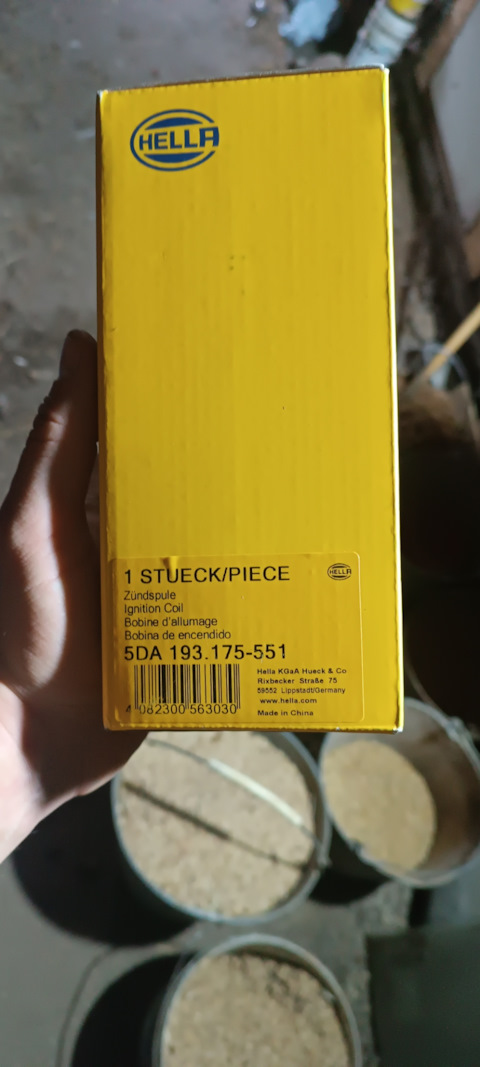 HELLA
1 STUECK/PIECE
HELLA
Zündspule
Ignition Coil
Bobine d'allumage
Bobina de encendido
5DA 193.175-551
Hella KGaA Hueck & Co
Rixbecker Straße 75
59552 Lippstadt/Germany
www.hella.com
Made in China
4 082300 563030